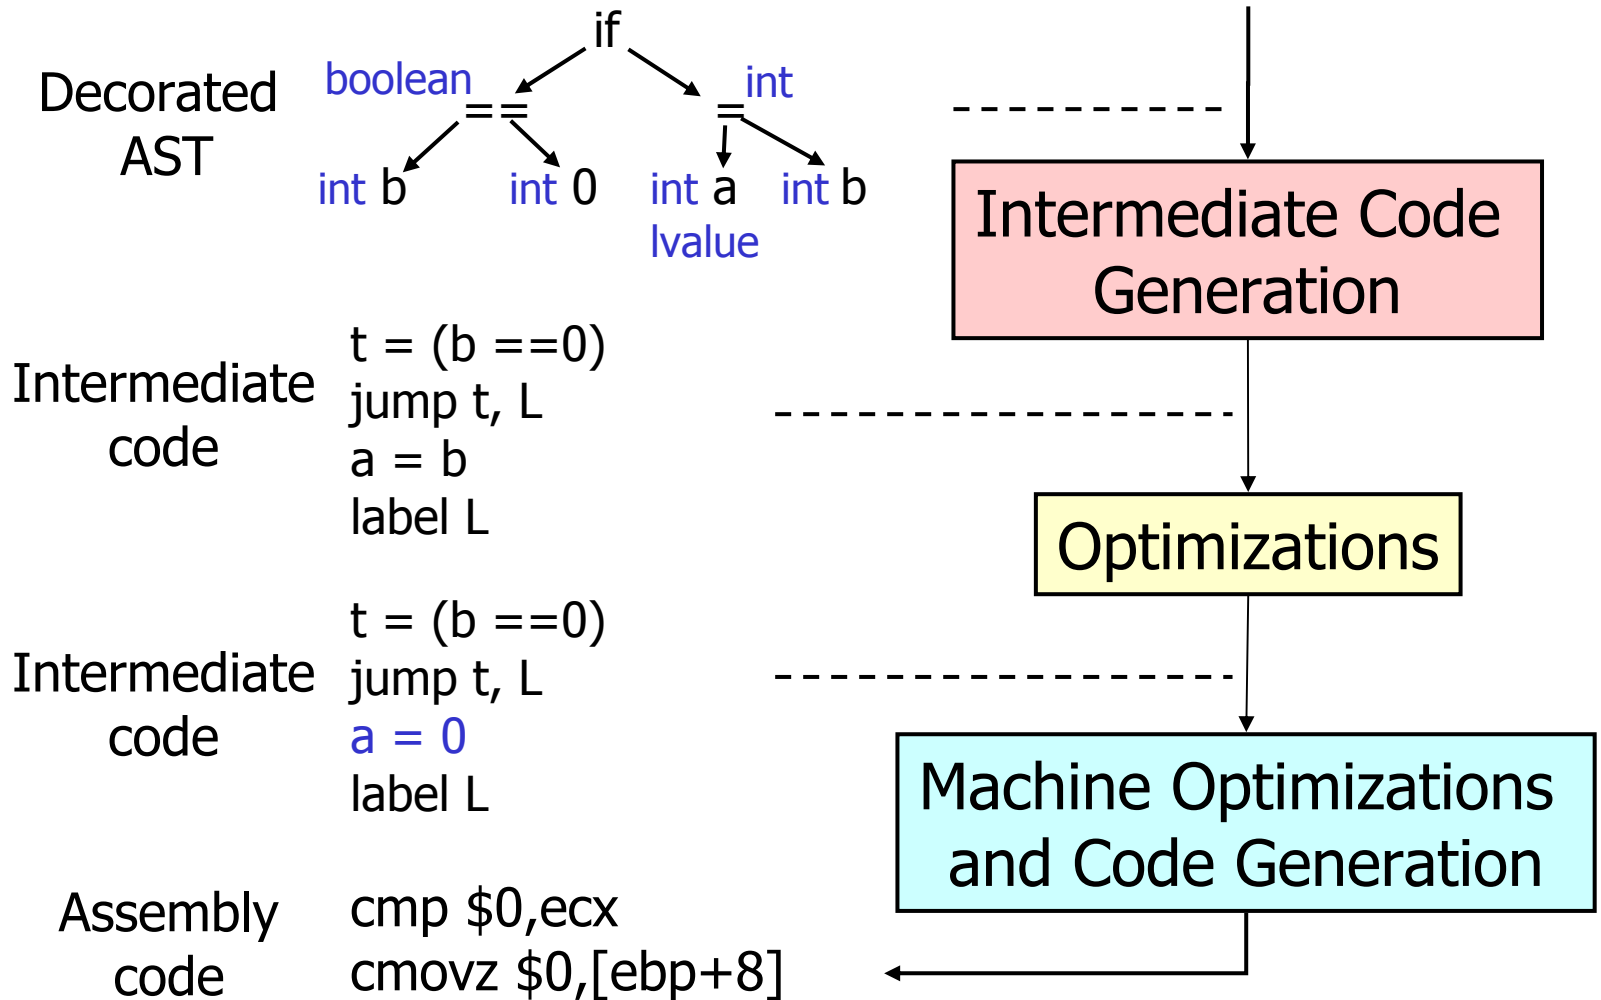 if
Decorated
AST
boolean
int
==
=
int b
int 0
int a
int b
lvalue
Intermediate Code
Generation
Intermediate
code
t = (b ==0)
jump t, L
a = b
label L
Optimizations
Intermediate
code
t = (b ==0)
jump t, L
a = 0
label L
Machine Optimizations
and Code Generation
Assembly
code
cmp $0,ecx
cmovz $0,[ebp+8]